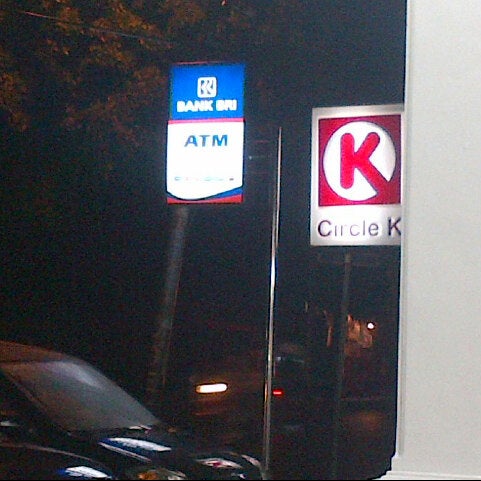 BANK BRI
ATM
K
Circle K